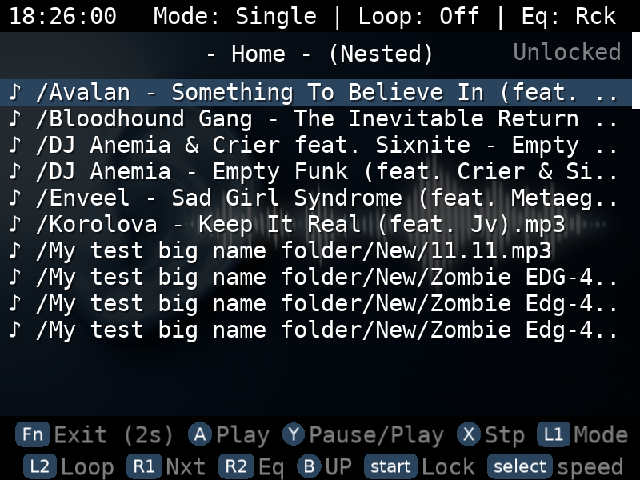 18:26:00 Mode: Single | Loop: Off | Eq: Rck
- Home - (Nested) Unlocked
♪ /Avalan - Something To Believe In (feat. ..
♪ /Bloodhound Gang - The Inevitable Return ..
♪ /DJ Anemia & Crier feat. Sixnite - Empty ..
♪ /DJ Anemia - Empty Funk (feat. Crier & Si..
♪ /Enveel - Sad Girl Syndrome (feat. Metaeg..
♪ /Korolova - Keep It Real (feat. Jv).mp3
♪ /My test big name folder/New/11.11.mp3
♪ /My test big name folder/New/Zombie EDG-4..
♪ /My test big name folder/New/Zombie Edg-4..
♪ /My test big name folder/New/Zombie Edg-4..
Fn Exit (2s) A Play Y Pause/Play X Stp L1 Mode
L2 Loop R1 Nxt R2 Eq B UP start Lock select speed